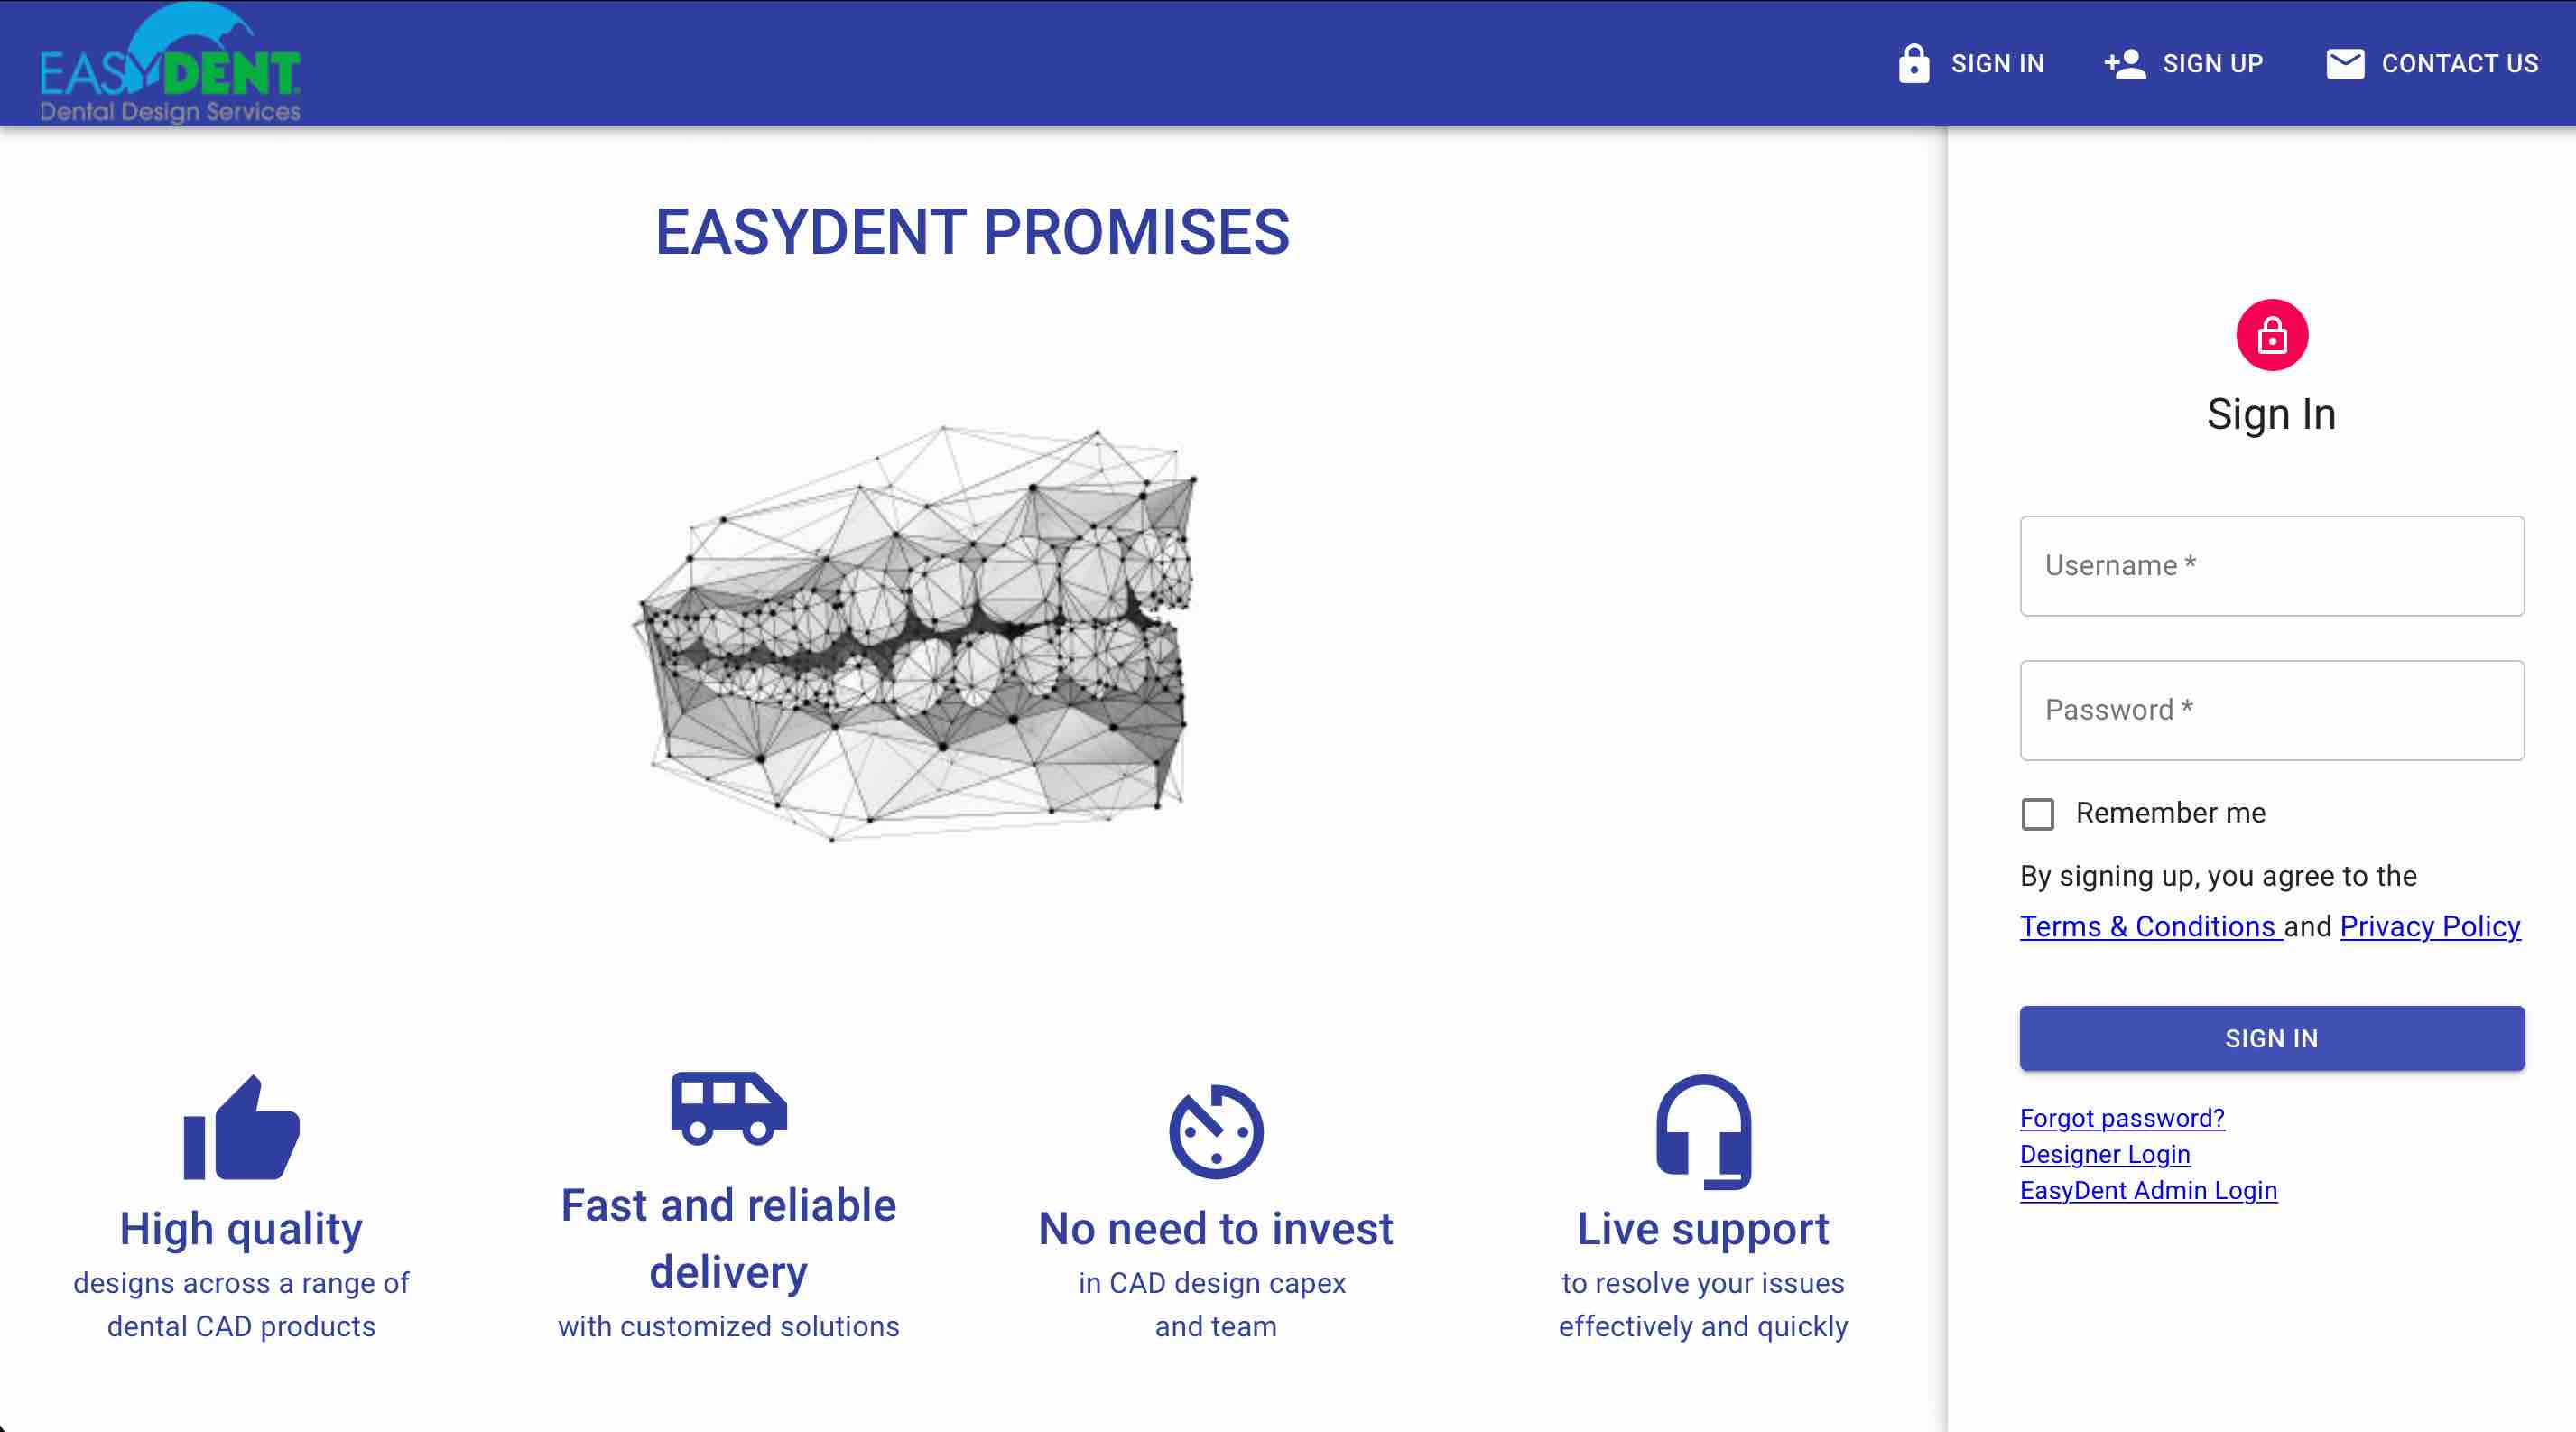 EASYDENT
Dental Design Services
SIGN IN
SIGN UP
CONTACT US
EASYDENT PROMISES
High quality
designs across a range of
dental CAD products
Fast and reliable
delivery
with customized solutions
No need to invest
in CAD design capex
and team
Live support
to resolve your issues
effectively and quickly
Sign In
Username *
Password *
Remember me
By signing up, you agree to the
Terms & Conditions and Privacy Policy
SIGN IN
Forgot password?
Designer Login
EasyDent Admin Login